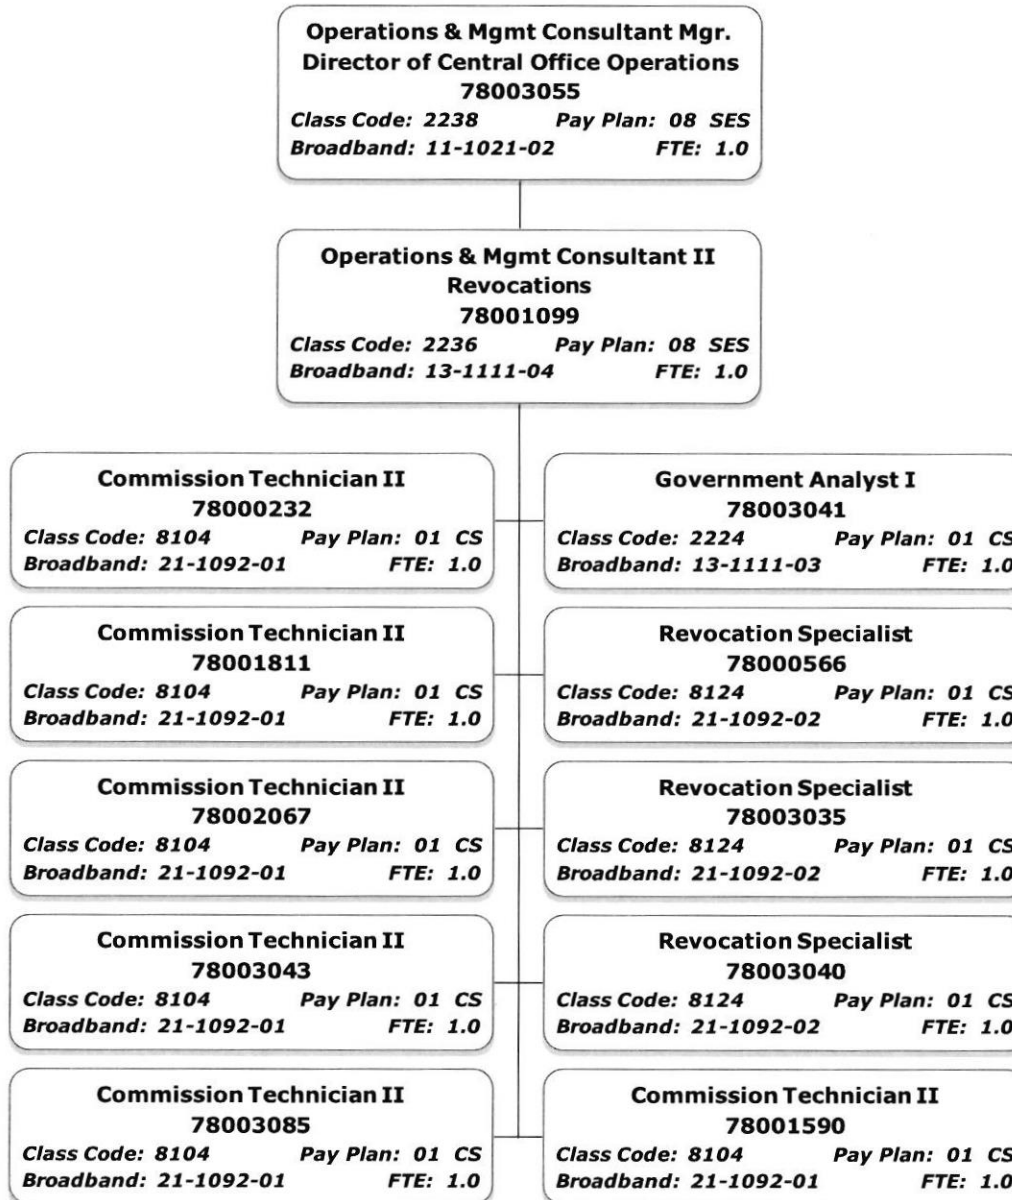 Operations & Mgmt Consultant Mgr.
Director of Central Office Operations
78003055
Class Code: 2238 Pay Plan: 08 SES
Broadband: 11-1021-02 FTE: 1.0
Operations & Mgmt Consultant II
Revocations
78001099
Class Code: 2236 Pay Plan: 08 SES
Broadband: 13-1111-04 FTE: 1.0
Commission Technician II
78000232
Class Code: 8104 Pay Plan: 01 CS
Broadband: 21-1092-01 FTE: 1.0
Government Analyst I
78003041
Class Code: 2224 Pay Plan: 01 CS
Broadband: 13-1111-03 FTE: 1.0
Commission Technician II
78001811
Class Code: 8104 Pay Plan: 01 CS
Broadband: 21-1092-01 FTE: 1.0
Revocation Specialist
78000566
Class Code: 8124 Pay Plan: 01 CS
Broadband: 21-1092-02 FTE: 1.0
Commission Technician II
78002067
Class Code: 8104 Pay Plan: 01 CS
Broadband: 21-1092-01 FTE: 1.0
Revocation Specialist
78003035
Class Code: 8124 Pay Plan: 01 CS
Broadband: 21-1092-02 FTE: 1.0
Commission Technician II
78003043
Class Code: 8104 Pay Plan: 01 CS
Broadband: 21-1092-01 FTE: 1.0
Revocation Specialist
78003040
Class Code: 8124 Pay Plan: 01 CS
Broadband: 21-1092-02 FTE: 1.0
Commission Technician II
78003085
Class Code: 8104 Pay Plan: 01 CS
Broadband: 21-1092-01 FTE: 1.0
Commission Technician II
78001590
Class Code: 8104 Pay Plan: 01 CS
Broadband: 21-1092-01 FTE: 1.0